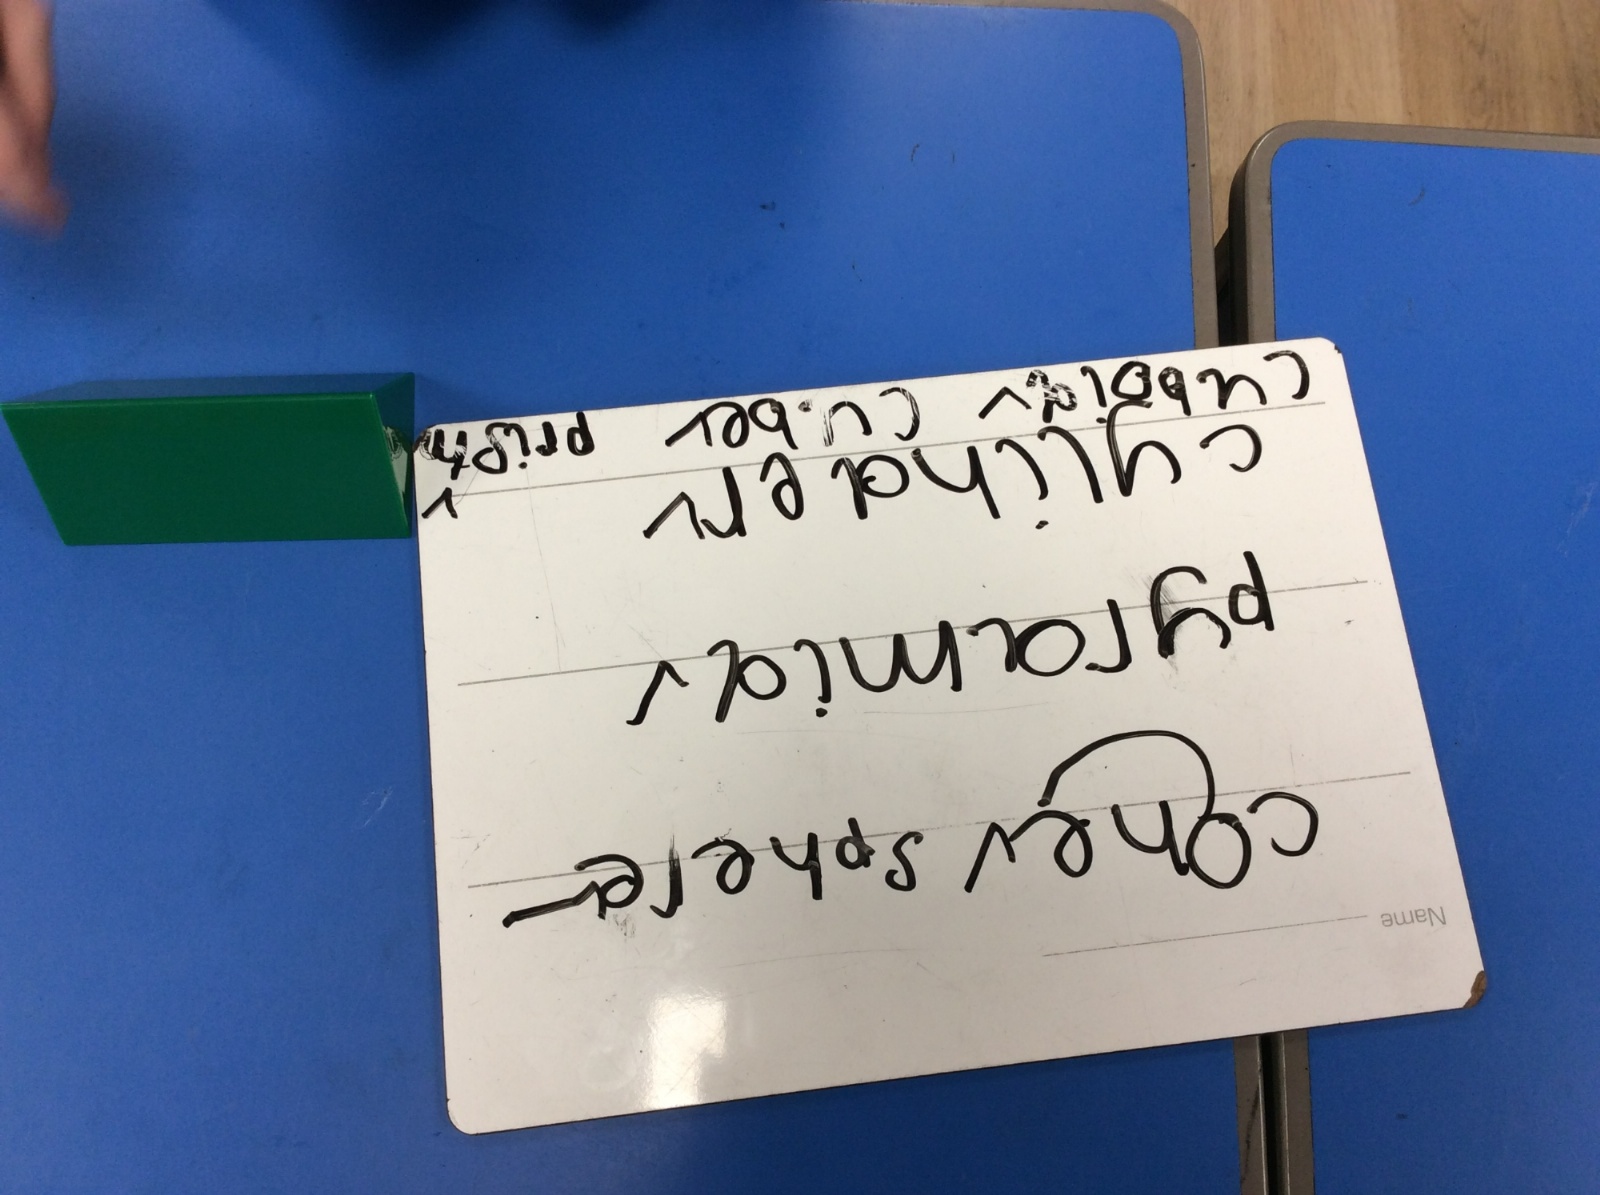 Name
cone✓ sphere✓
pyramid✓
cylinder✓
cuboid✓ cube✓ prism
✓